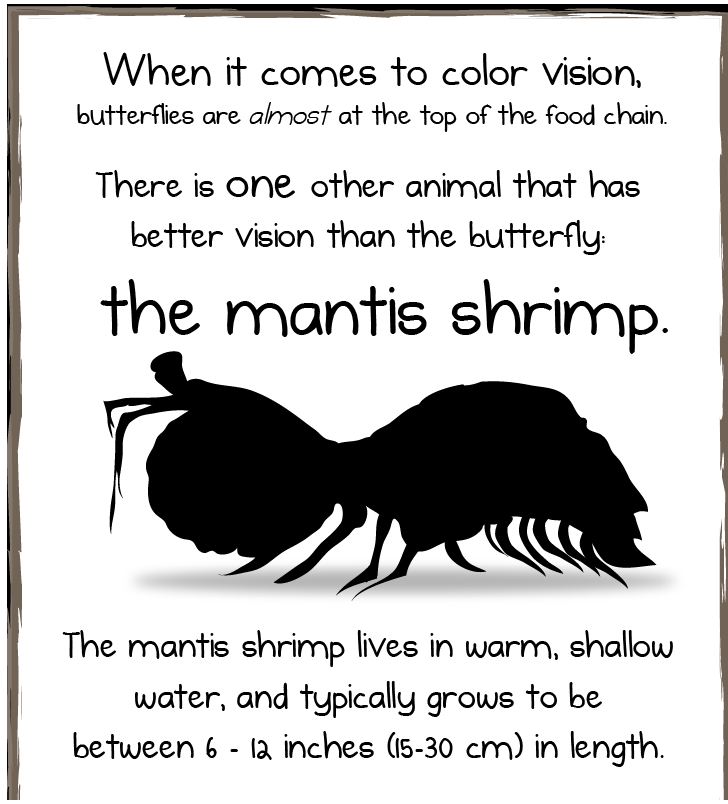 When it comes to color vision,
butterflies are almost at the top of the food chain.
There is one other animal that has
better vision than the butterfly:
the mantis shrimp.
The mantis shrimp lives in warm, shallow
water, and typically grows to be
between 6 - 12 inches (15-30 cm) in length.